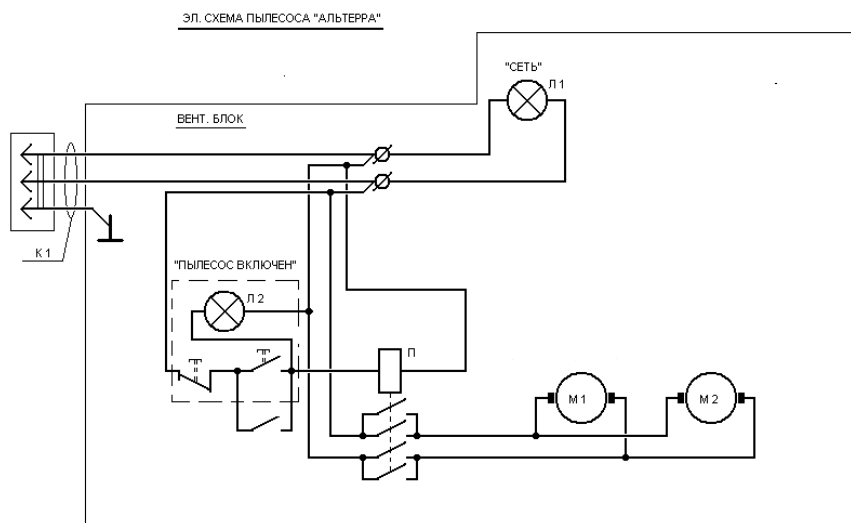 ЭЛ. СХЕМА ПЫЛЕСОСА "АЛЬТЕРРА"
"СЕТЬ"
Л 1
ВЕНТ. БЛОК
К 1
"ПЫЛЕСОС ВКЛЮЧЕН"
Л 2
П
М 1
М 2